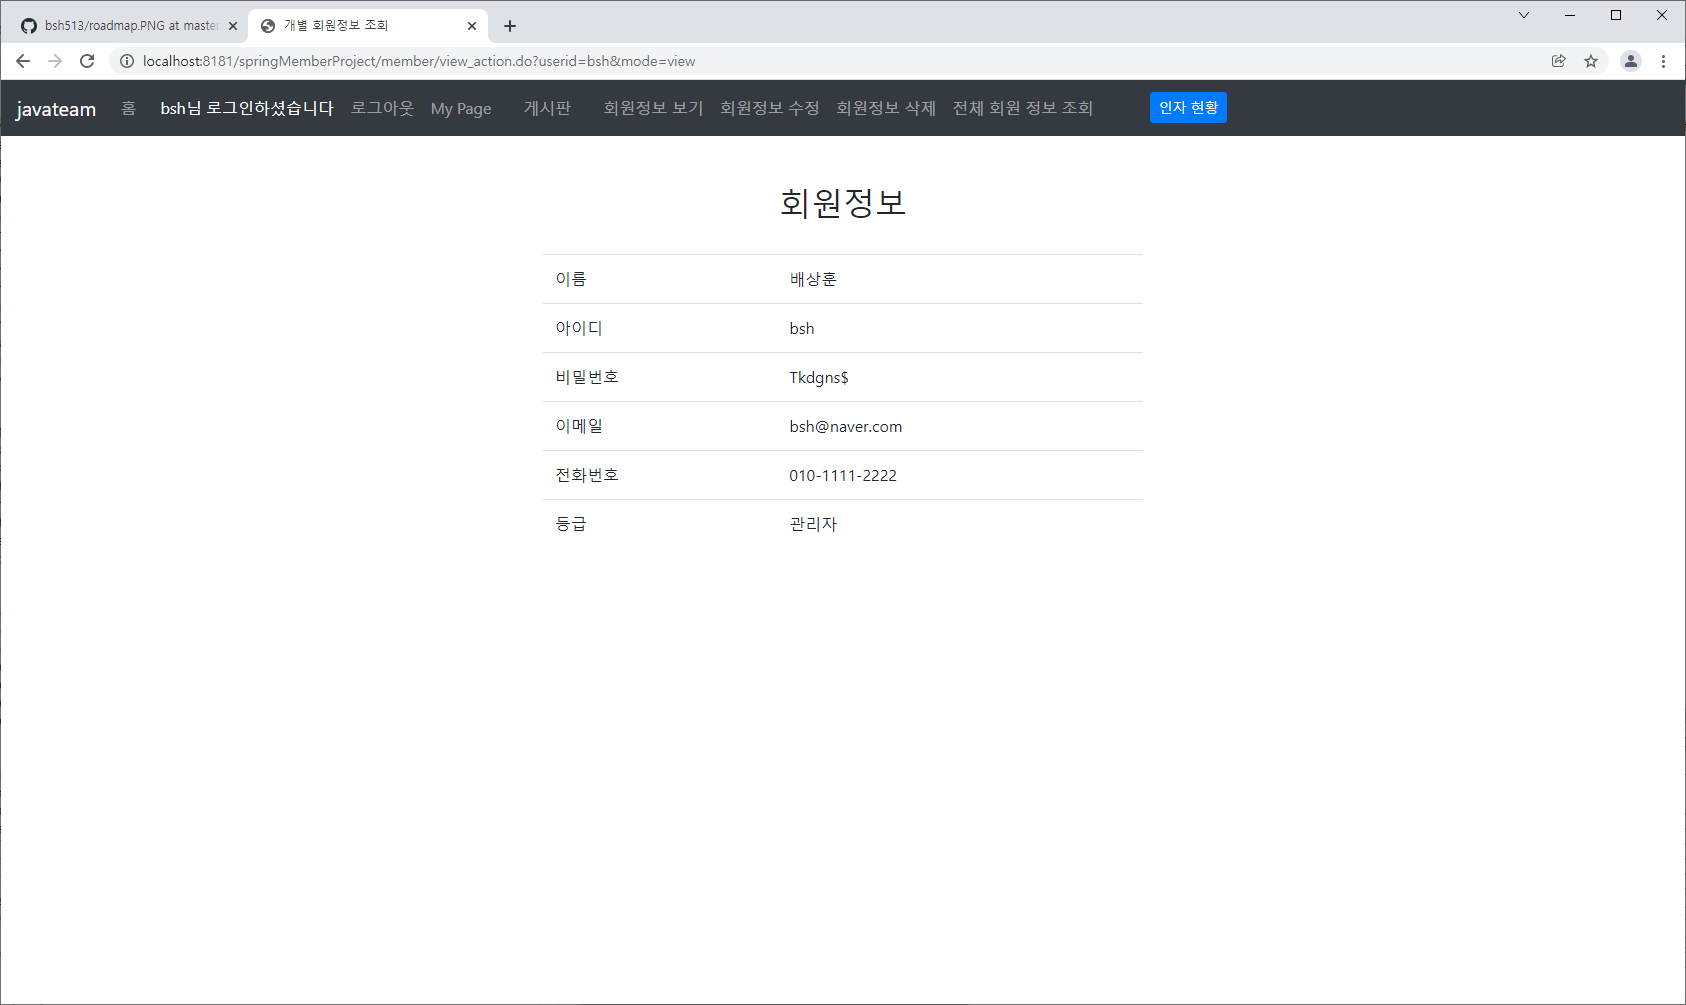 bsh513/roadmap.PNG at master
개별 회원정보 조회
localhost:8181/springMemberProject/member/view_action.do?userid=bsh&mode=view
javateam 홈 bsh님 로그인하셨습니다 로그아웃 My Page 게시판 회원정보 보기 회원정보 수정 회원정보 삭제 전체 회원 정보 조회 인자 현황
회원정보
이름 배상훈
아이디 bsh
비밀번호 Tkdgns$
이메일 bsh@naver.com
전화번호 010-1111-2222
등급 관리자